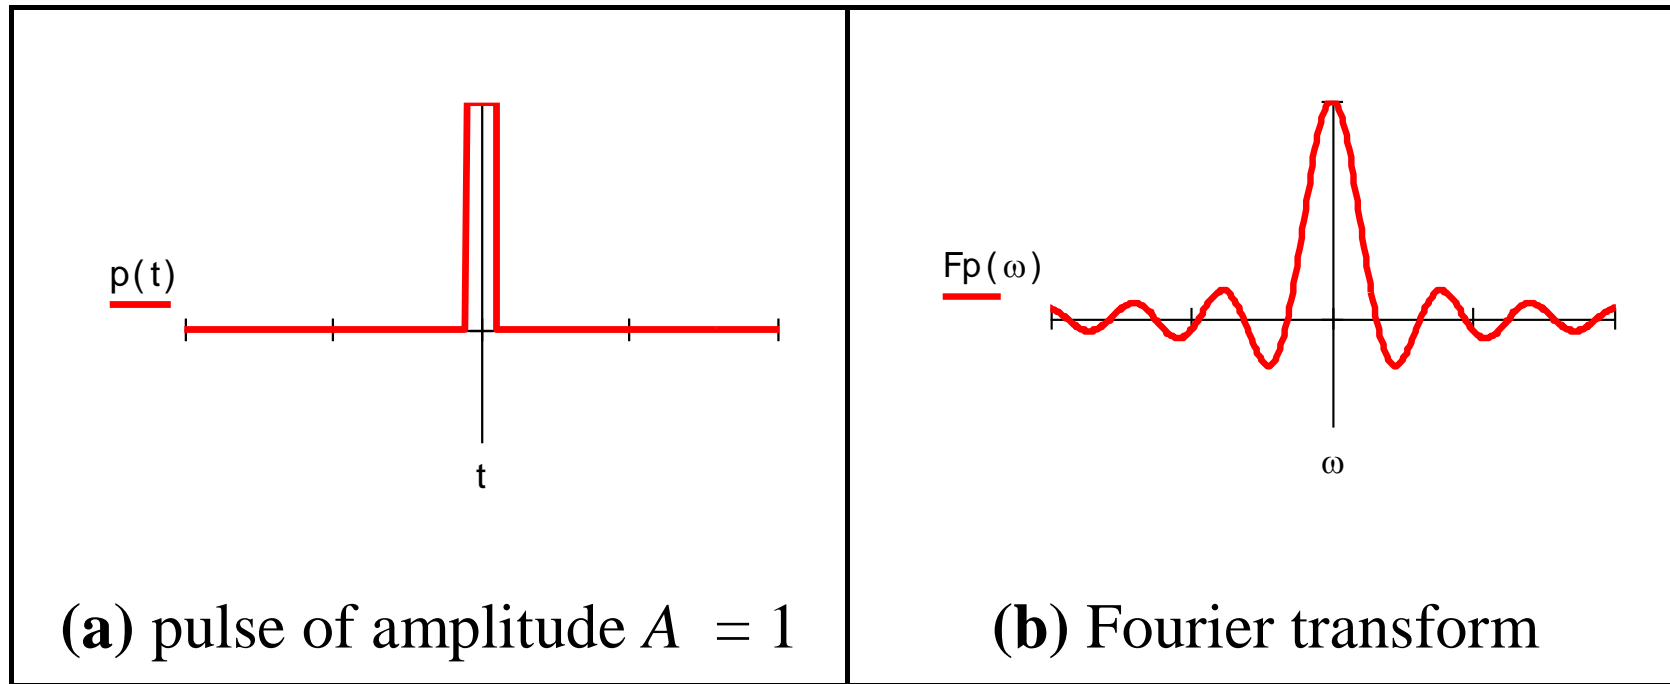 p(t)
t
(a) pulse of amplitude A = 1
Fp(ω)
ω
(b) Fourier transform